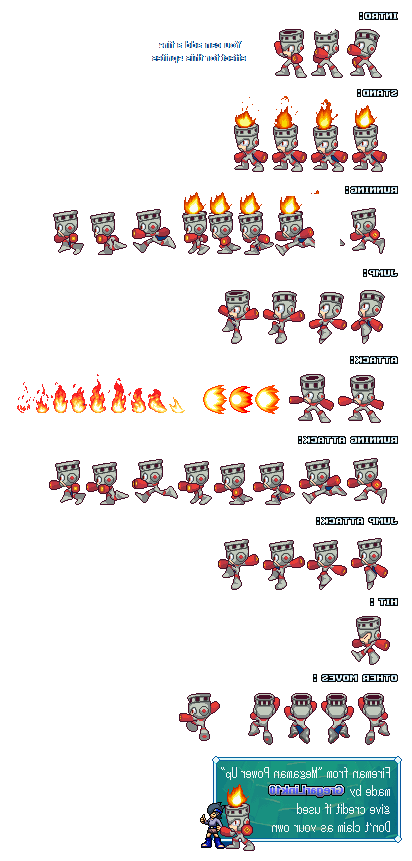 INTRO:
You can add a fire
effect for this sprites
STAND:
RUNNING:
JUMP:
ATTACK:
RUNNING ATTACK:
JUMP ATTACK:
HIT :
OTHER MOVES :
Fireman from "Megaman Power Up"
made by GregarLink10
give credit if used
Don't claim as your own